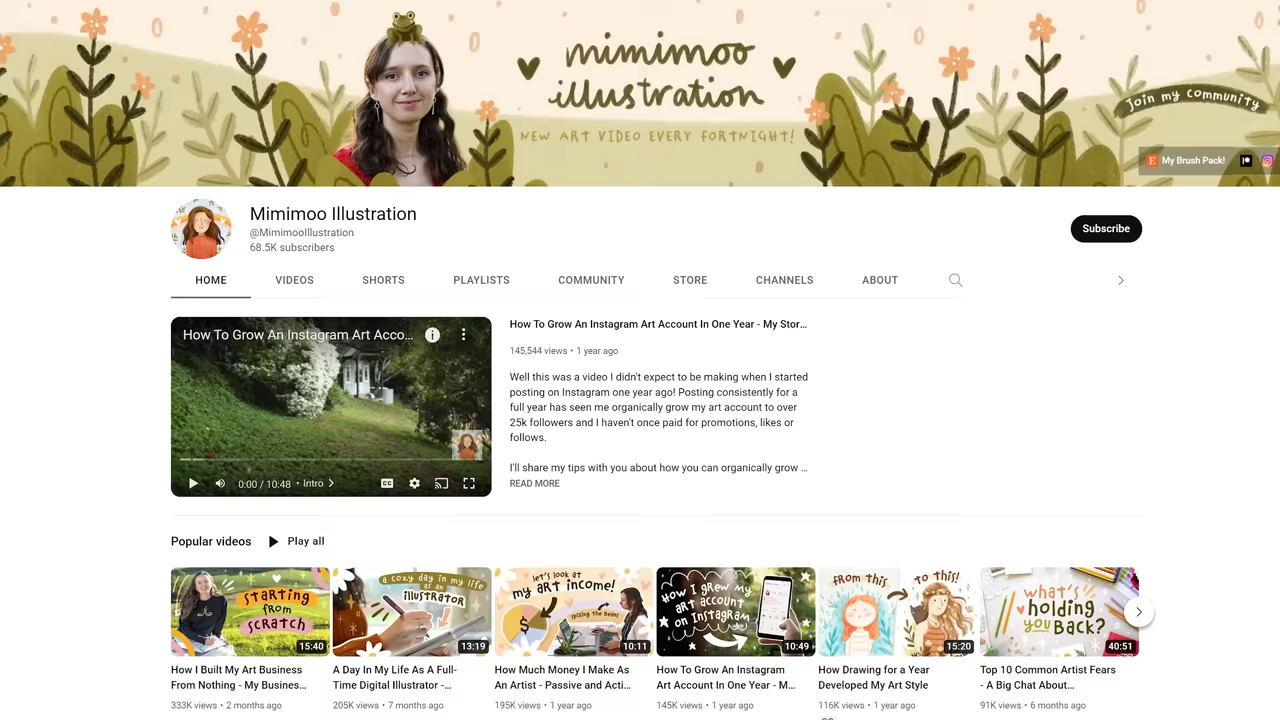 mimimoo
illustration
NEW ART VIDEO EVERY FORTNIGHT!
Join my community
My Brush Pack!
Mimimoo Illustration
@MimimooIllustration
68.5K subscribers
Subscribe
HOME VIDEOS SHORTS PLAYLISTS COMMUNITY STORE CHANNELS ABOUT
How To Grow An Instagram Art Acco...
0:00 / 10:48 • Intro
CC
How To Grow An Instagram Art Account In One Year - My Stor...
145,544 views • 1 year ago
Well this was a video I didn't expect to be making when I started
posting on Instagram one year ago! Posting consistently for a
full year has seen me organically grow my art account to over
25k followers and I haven't once paid for promotions, likes or
follows.
I'll share my tips with you about how you can organically grow ...
READ MORE
Popular videos Play all
STARTING
FROM
SCRATCH
15:40
How I Built My Art Business
From Nothing - My Busines...
333K views • 2 months ago
a cozy day in my life
as an
ILLUSTRATOR
13:19
A Day In My Life As A Full-
Time Digital Illustrator -...
205K views • 7 months ago
let's look at
my ART INCOME!
$
Spilling the Beans
10:11
How Much Money I Make As
An Artist - Passive and Acti...
195K views • 1 year ago
HOW I GREW MY
ART ACCOUNT
ON INSTAGRAM
10:49
How To Grow An Instagram
Art Account In One Year - M...
145K views • 1 year ago
FROM THIS
TO THIS!
15:20
How Drawing for a Year
Developed My Art Style
116K views • 1 year ago
WHAT'S
holding
you BACK?
40:51
Top 10 Common Artist Fears
- A Big Chat About...
91K views • 6 months ago